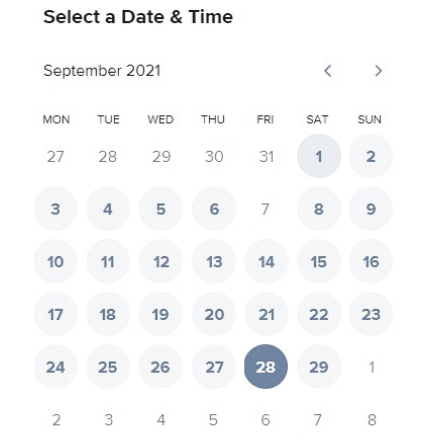 Select a Date & Time
September 2021
MON TUE WED THU FRI SAT SUN
27 28 29 30 31 1 2
3 4 5 6 7 8 9
10 11 12 13 14 15 16
17 18 19 20 21 22 23
24 25 26 27 28 29 1
2 3 4 5 6 7 8